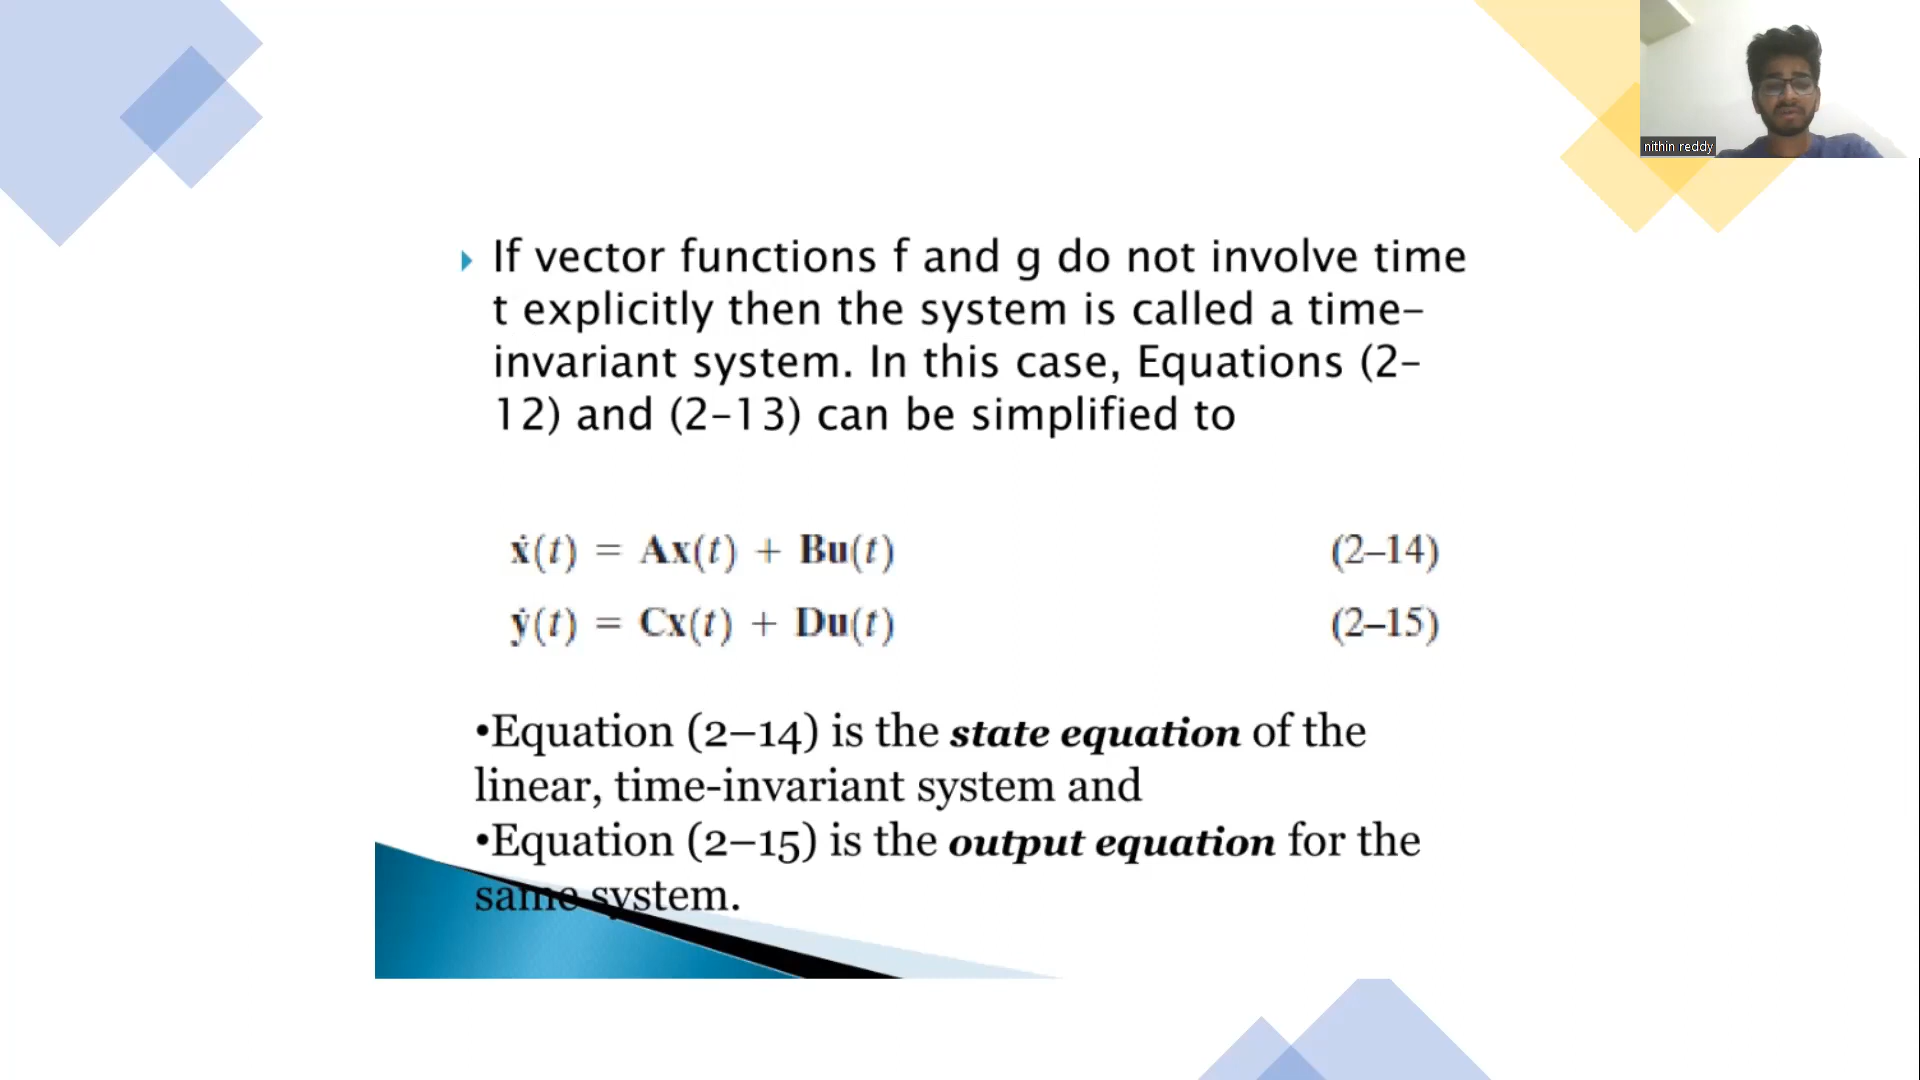 nithin reddy
If vector functions f and g do not involve time
t explicitly then the system is called a time-
invariant system. In this case, Equations (2-
12) and (2-13) can be simplified to
ẋ(t) = Ax(t) + Bu(t) (2–14)
ẏ(t) = Cx(t) + Du(t) (2–15)
•Equation (2–14) is the state equation of the
linear, time-invariant system and
•Equation (2–15) is the output equation for the
same system.